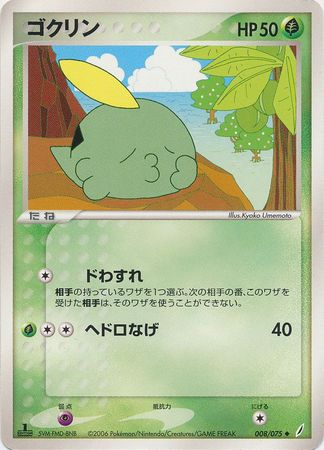 ゴクリン HP50
Illus.Kyoko Umemoto
たね
ドわすれ
相手の持っているワザを1つ選ぶ。次の相手の番、このワザを
受けた相手は、そのワザを使うことができない。
ヘドロなげ 40
弱点 抵抗力 にげる
1 5VM-FMD-BNB ©2006 Pokémon/Nintendo/Creatures/GAME FREAK 008/075 ◆